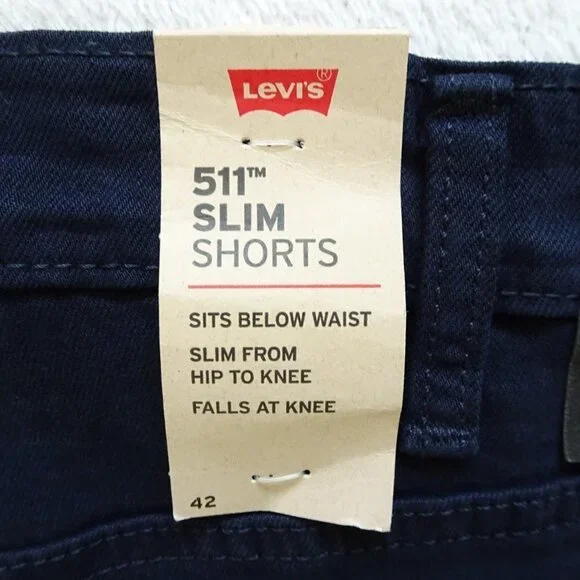 LEVI'S®
511™
SLIM
SHORTS
SITS BELOW WAIST
SLIM FROM
HIP TO KNEE
FALLS AT KNEE
42